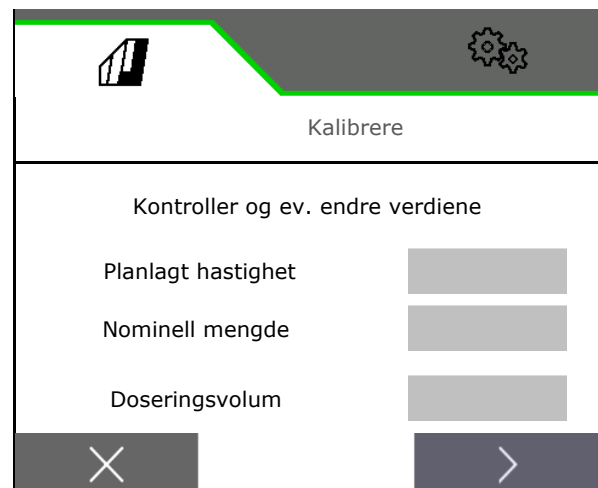 Kalibrere
Kontroller og ev. endre verdiene
Planlagt hastighet
Nominell mengde
Doseringsvolum